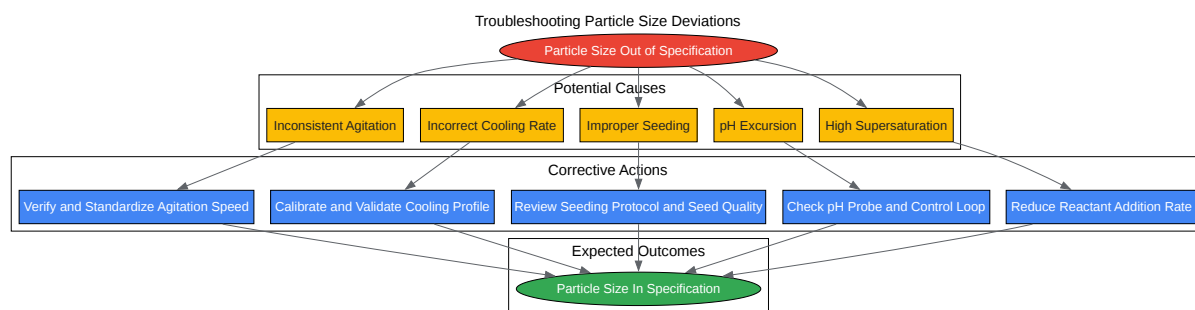 Troubleshooting Particle Size Deviations
Particle Size Out of Specification
Potential Causes
Inconsistent Agitation
Incorrect Cooling Rate
Improper Seeding
pH Excursion
High Supersaturation
Corrective Actions
Verify and Standardize Agitation Speed
Calibrate and Validate Cooling Profile
Review Seeding Protocol and Seed Quality
Check pH Probe and Control Loop
Reduce Reactant Addition Rate
Expected Outcomes
Particle Size In Specification